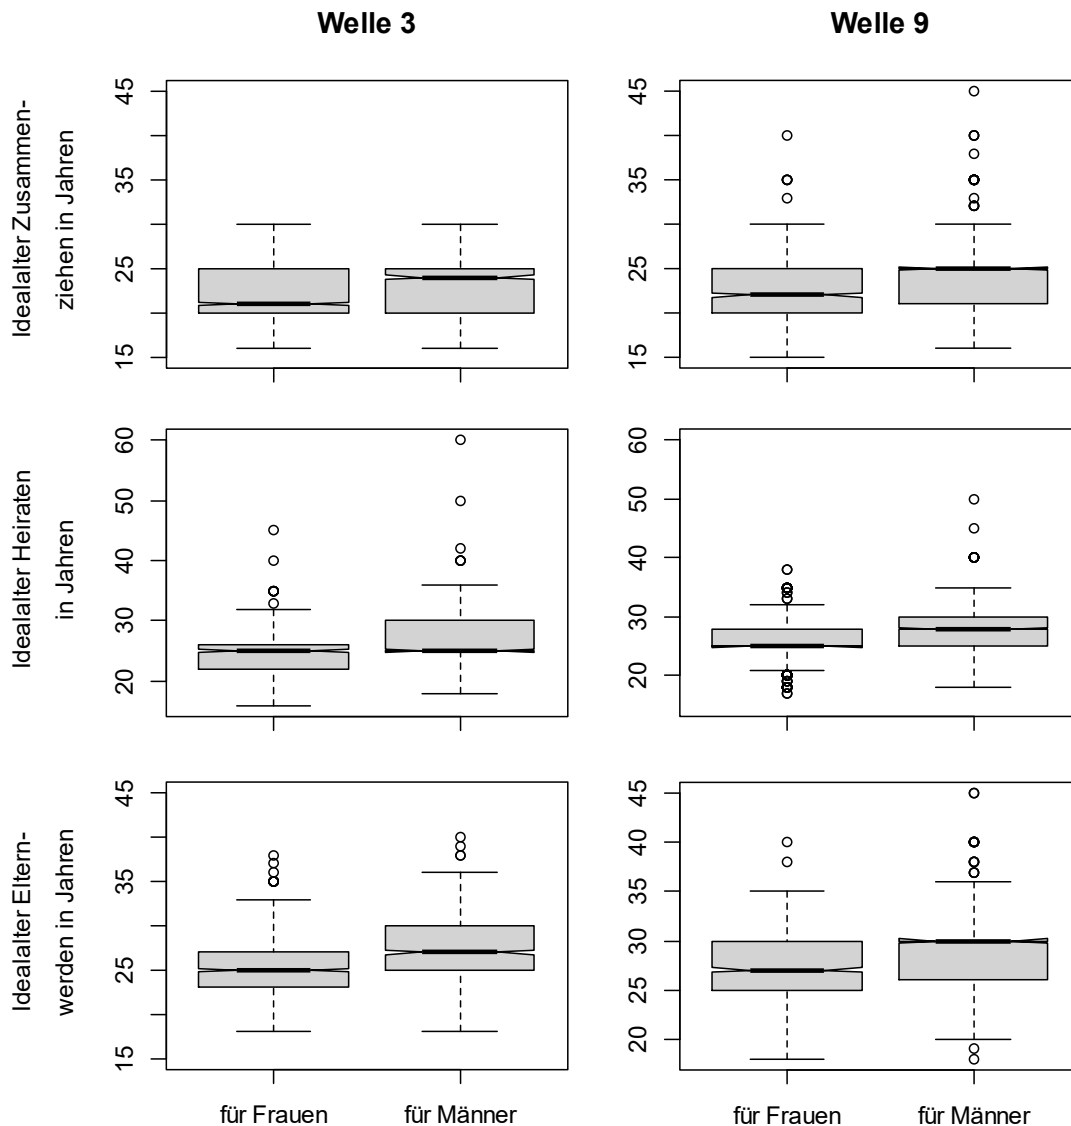 Welle 3
Welle 9
Idealalter Zusammen-
ziehen in Jahren
45
35
25
15
45
35
25
15
Idealalter Heiraten
in Jahren
60
50
40
30
20
60
50
40
30
20
Idealalter Eltern-
werden in Jahren
45
35
25
15
45
40
35
30
25
20
für Frauen
für Männer
für Frauen
für Männer